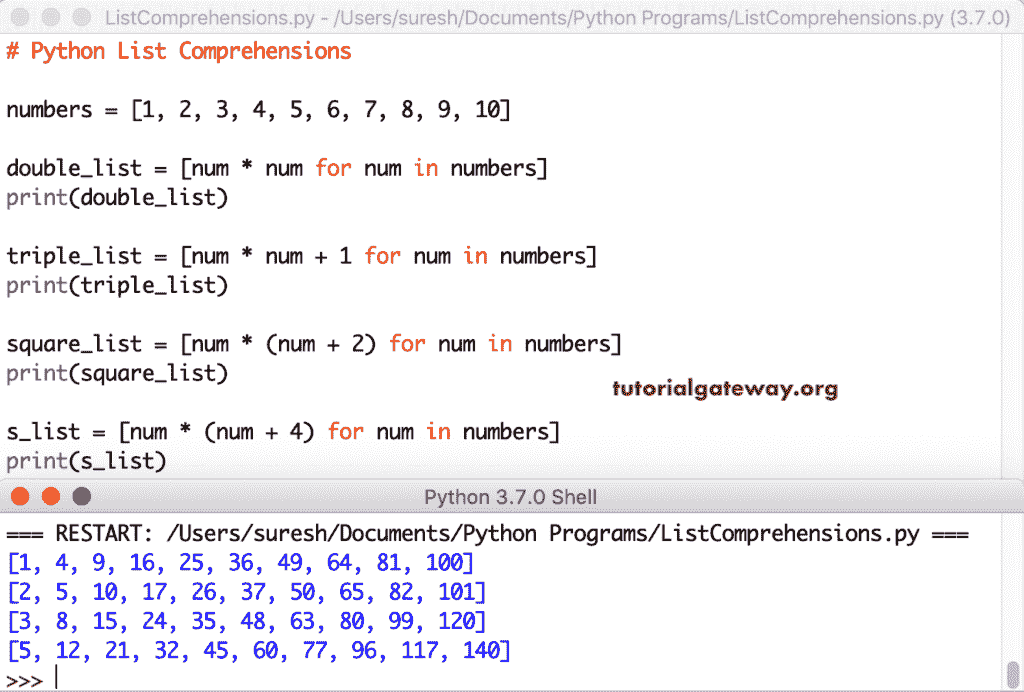 ListComprehensions.py - /Users/suresh/Documents/Python Programs/ListComprehensions.py (3.7.0)
# Python List Comprehensions
numbers = [1, 2, 3, 4, 5, 6, 7, 8, 9, 10]
double_list = [num * num for num in numbers]
print(double_list)
triple_list = [num * num + 1 for num in numbers]
print(triple_list)
square_list = [num * (num + 2) for num in numbers]
print(square_list)
tutorialgateway.org
s_list = [num * (num + 4) for num in numbers]
print(s_list)
Python 3.7.0 Shell
=== RESTART: /Users/suresh/Documents/Python Programs/ListComprehensions.py ===
[1, 4, 9, 16, 25, 36, 49, 64, 81, 100]
[2, 5, 10, 17, 26, 37, 50, 65, 82, 101]
[3, 8, 15, 24, 35, 48, 63, 80, 99, 120]
[5, 12, 21, 32, 45, 60, 77, 96, 117, 140]
>>>